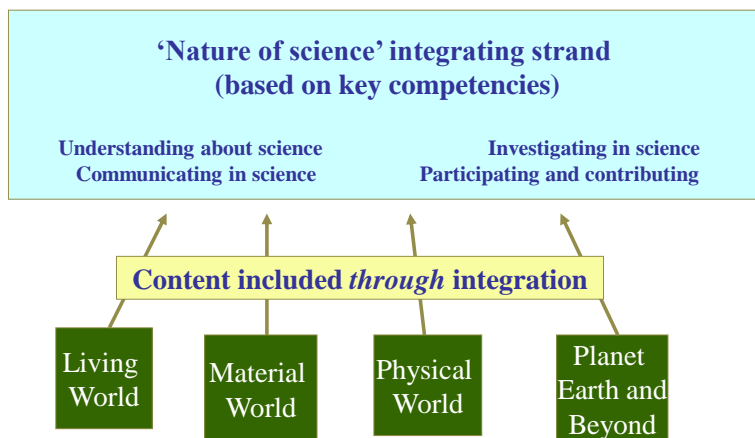 ‘Nature of science’ integrating strand
(based on key competencies)
Understanding about science
Communicating in science
Investigating in science
Participating and contributing
Content included through integration
Living
World
Material
World
Physical
World
Planet
Earth and
Beyond